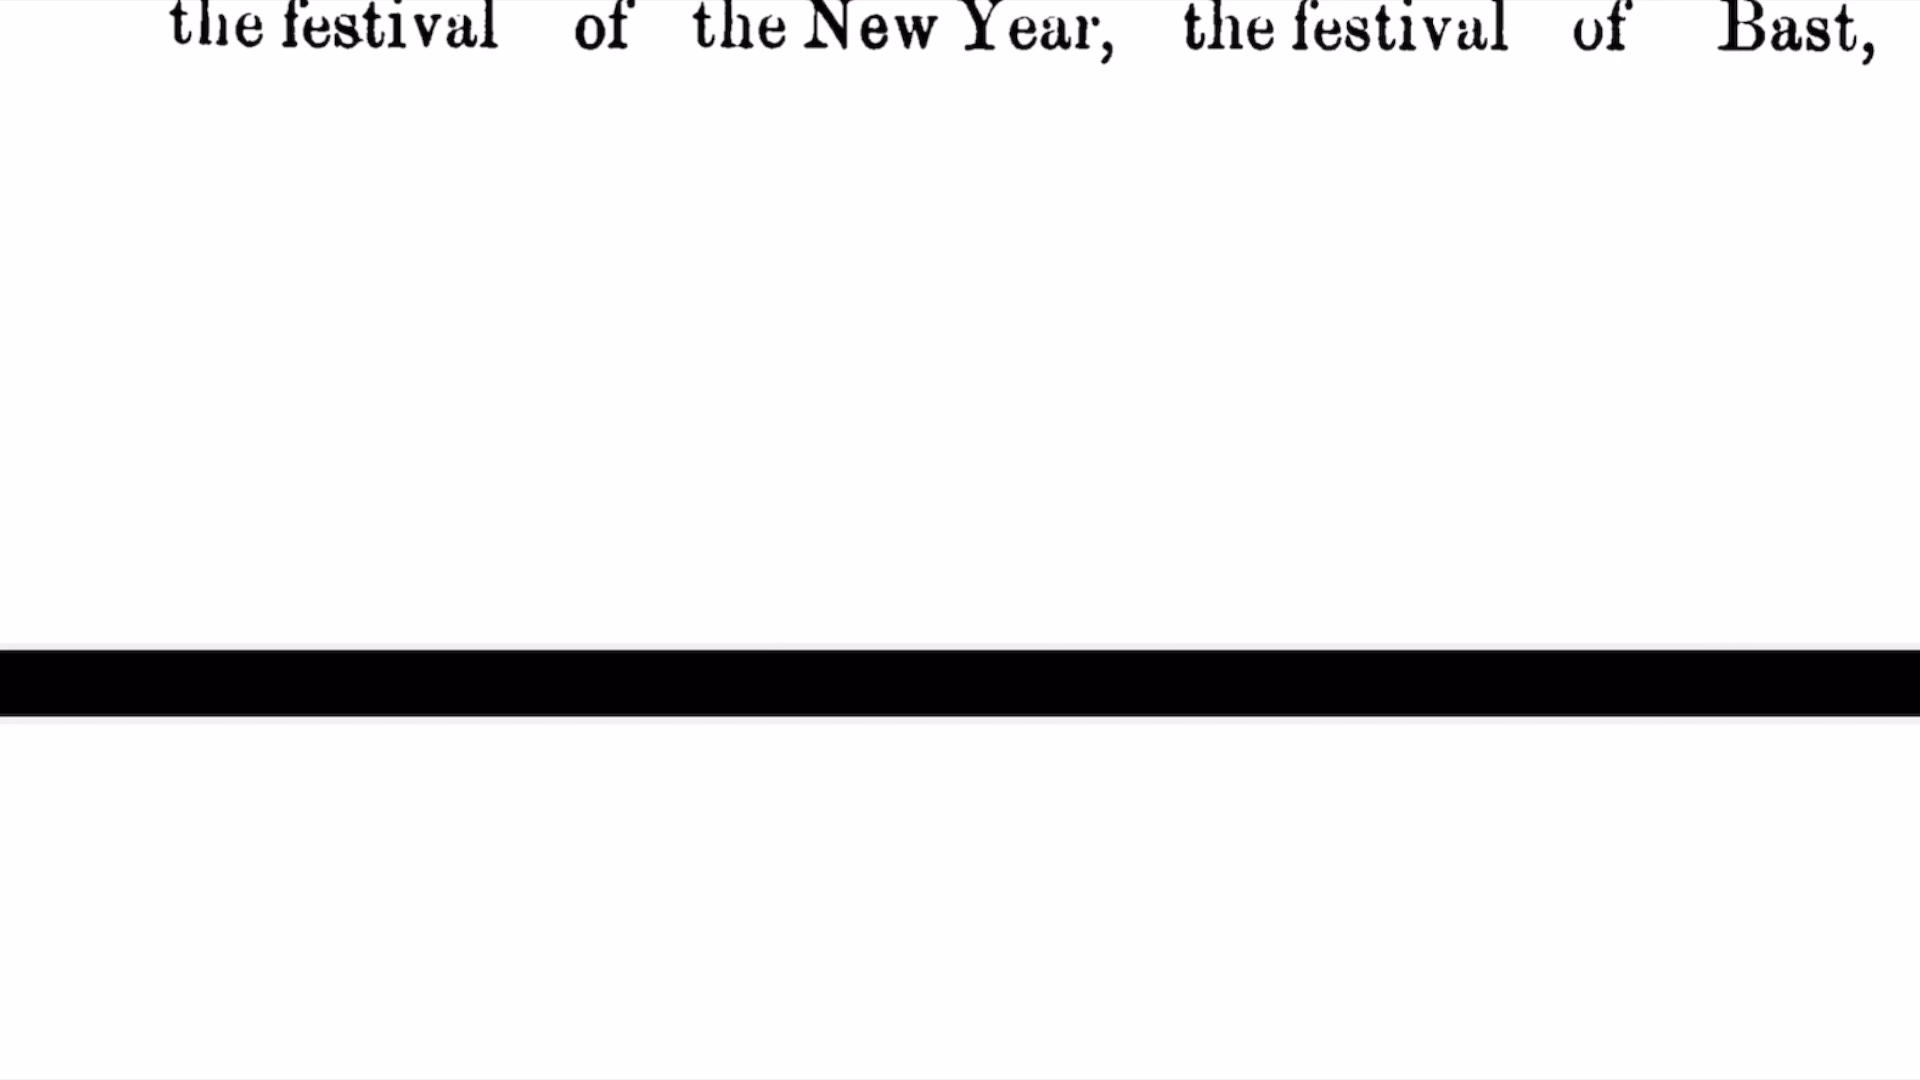 the festival of the New Year, the festival of Bast,